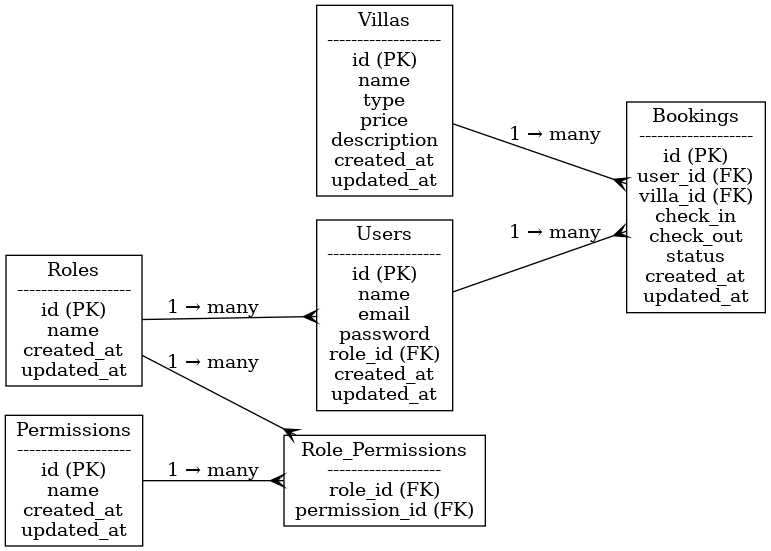 Villas
-------------------
id (PK)
name
type
price
description
created_at
updated_at
1 → many
Bookings
-------------------
id (PK)
user_id (FK)
villa_id (FK)
check_in
check_out
status
created_at
updated_at
Users
-------------------
id (PK)
name
email
password
role_id (FK)
created_at
updated_at
1 → many
Roles
-------------------
id (PK)
name
created_at
updated_at
1 → many
1 → many
Permissions
-------------------
id (PK)
name
created_at
updated_at
1 → many
Role_Permissions
-------------------
role_id (FK)
permission_id (FK)